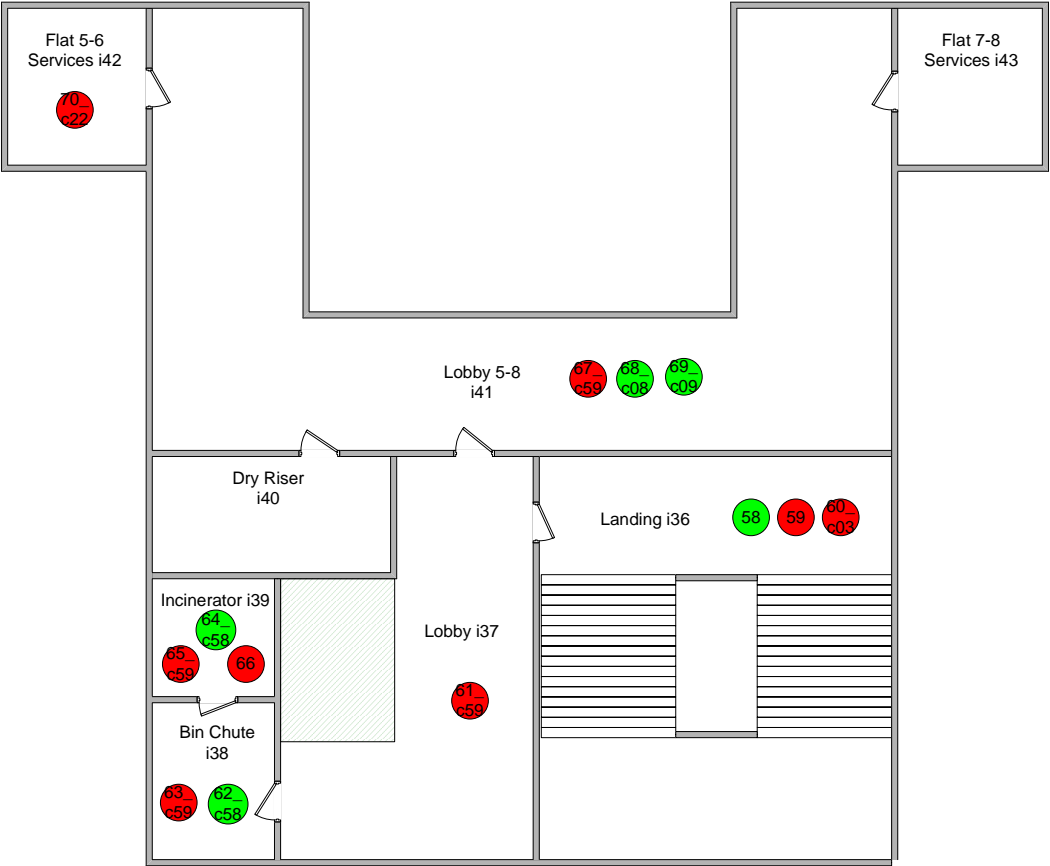 Flat 5-6
Services i42
70_
c22
Flat 7-8
Services i43
Lobby 5-8
i41
67_
c59
68_
c08
69_
c09
Dry Riser
i40
Landing i36
58
59
60_
c03
Incinerator i39
64_
c58
65_
c59
66
Lobby i37
61_
c59
Bin Chute
i38
63_
c59
62_
c58